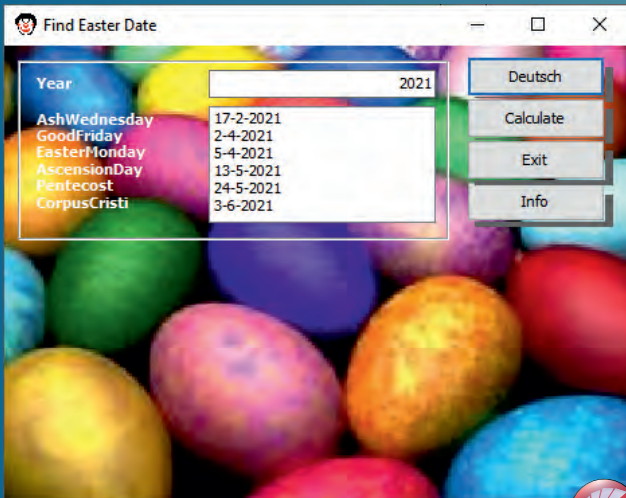 Find Easter Date
Year 2021
Deutsch
Calculate
Exit
Info
AshWednesday 17-2-2021
GoodFriday 2-4-2021
EasterMonday 5-4-2021
AscensionDay 13-5-2021
Pentecost 24-5-2021
CorpusCristi 3-6-2021